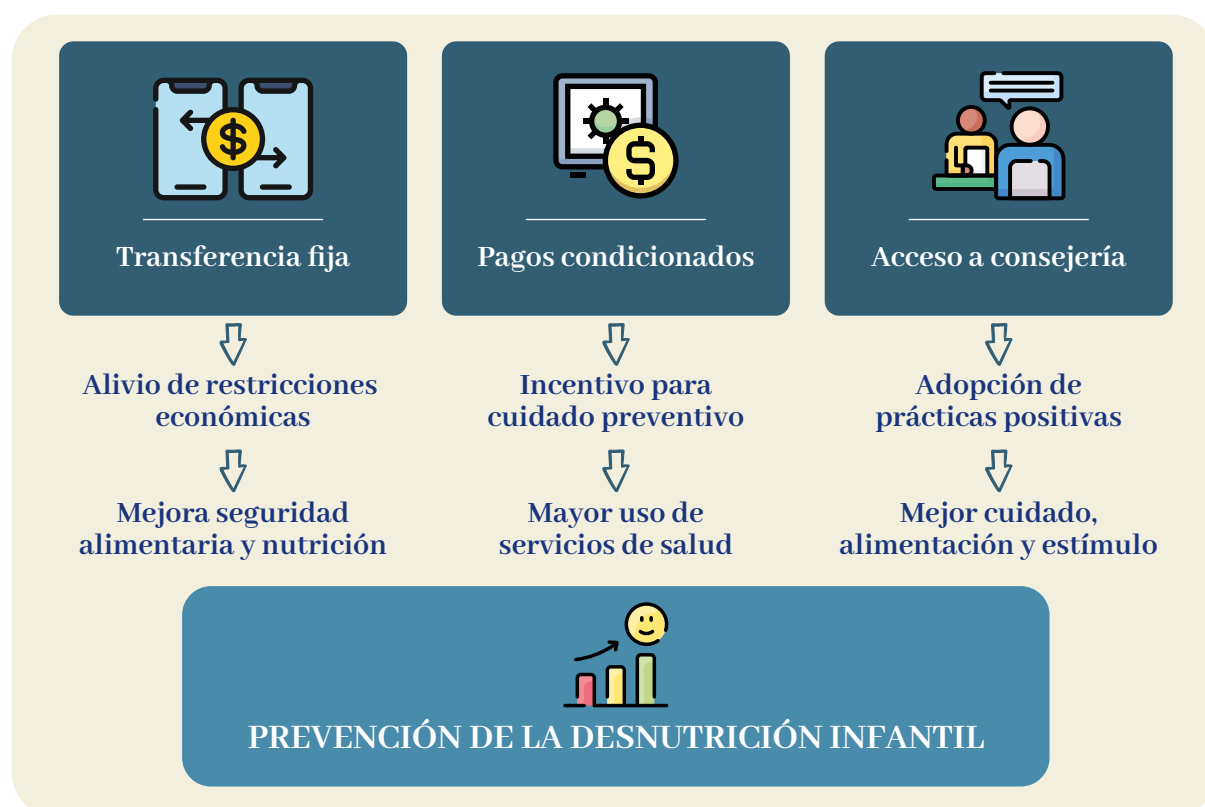 Transferencia fija
Pagos condicionados
Acceso a consejería
Alivio de restricciones
económicas
Incentivo para
cuidado preventivo
Adopción de
prácticas positivas
Mejora seguridad
alimentaria y nutrición
Mayor uso de
servicios de salud
Mejor cuidado,
alimentación y estímulo
PREVENCIÓN DE LA DESNUTRICIÓN INFANTIL